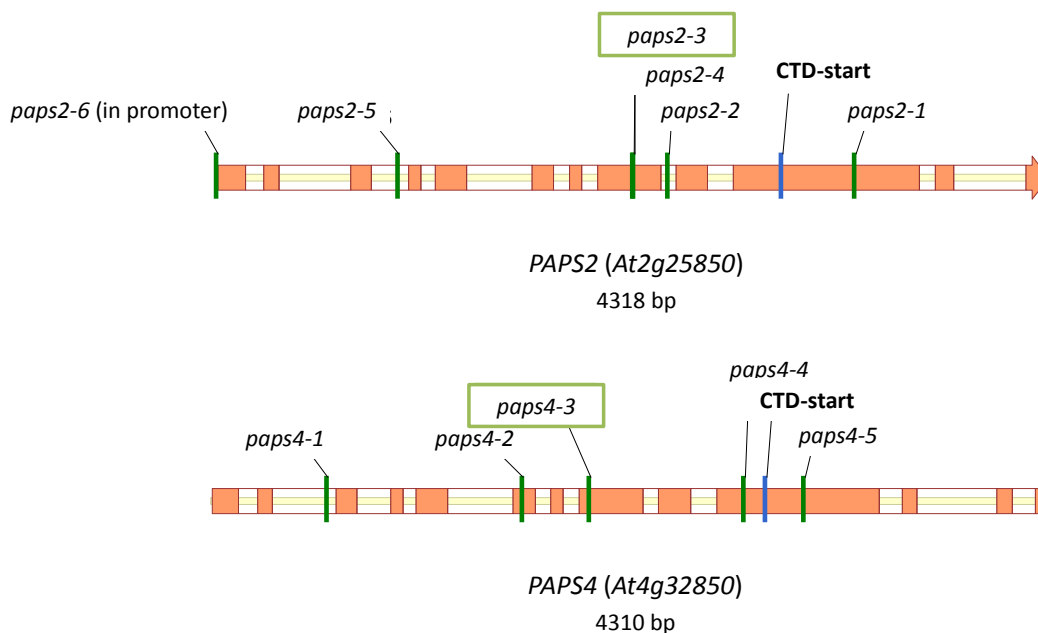 paps2-3
paps2-4
CTD-start
paps2-6 (in promoter)
paps2-5
paps2-2
paps2-1
PAPS2 (At2g25850)
4318 bp
paps4-4
paps4-3
CTD-start
paps4-1
paps4-2
paps4-5
PAPS4 (At4g32850)
4310 bp